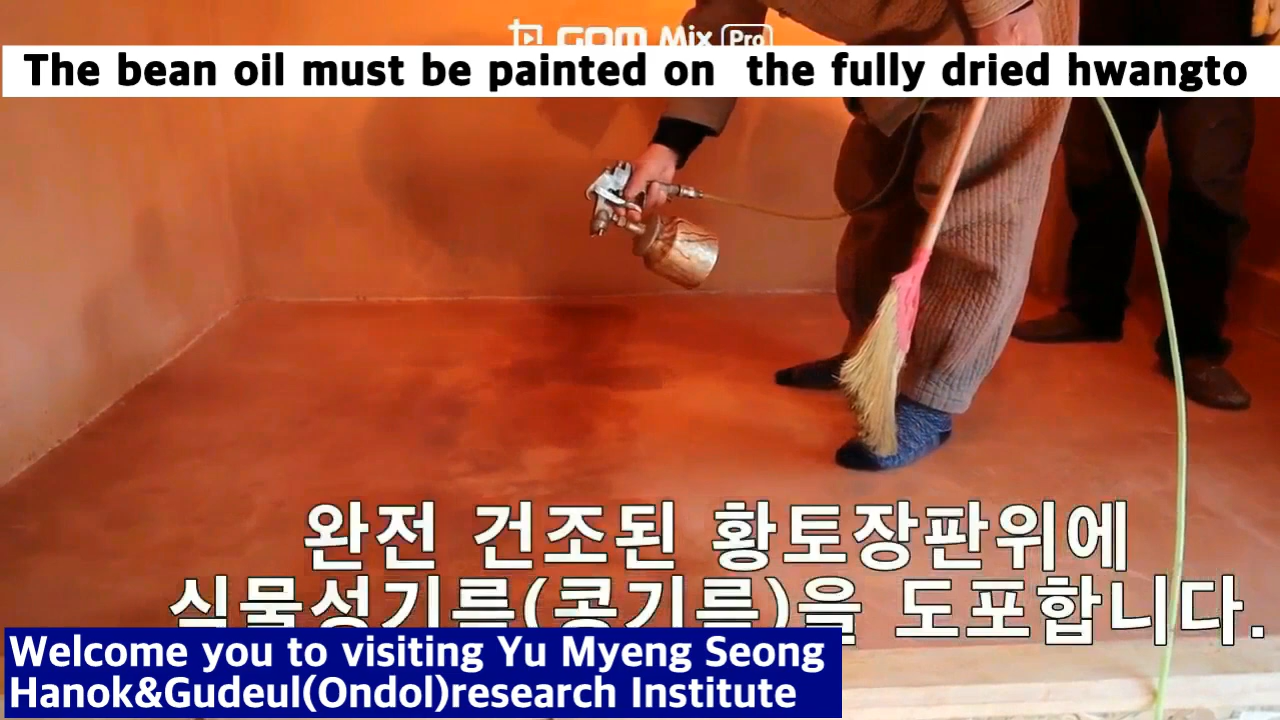 GOM Mix Pro
The bean oil must be painted on the fully dried hwangto
완전 건조된 황토장판위에
식물성기름(콩기름)을 도포합니다.
Welcome you to visiting Yu Myeng Seong
Hanok&Gudeul(Ondol)research Institute